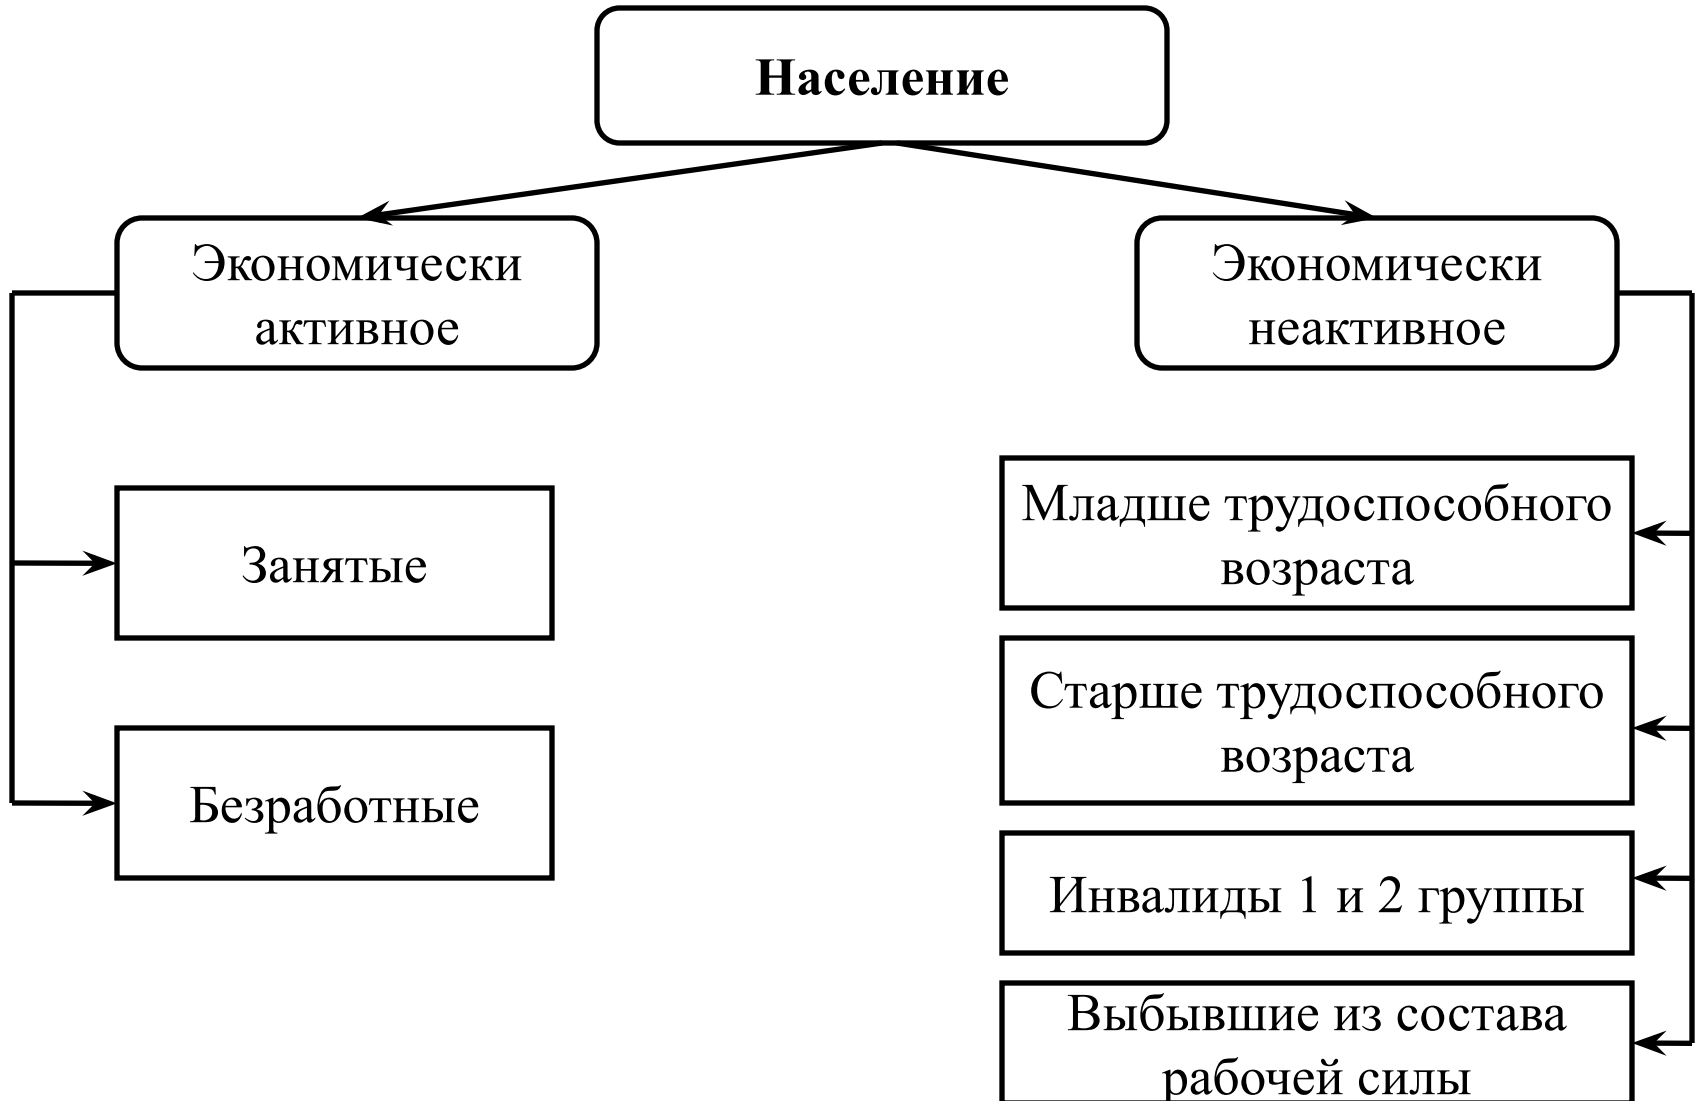 Население
Экономически
активное
Экономически
неактивное
Занятые
Безработные
Младше трудоспособного
возраста
Старше трудоспособного
возраста
Инвалиды 1 и 2 группы
Выбывшие из состава
рабочей силы